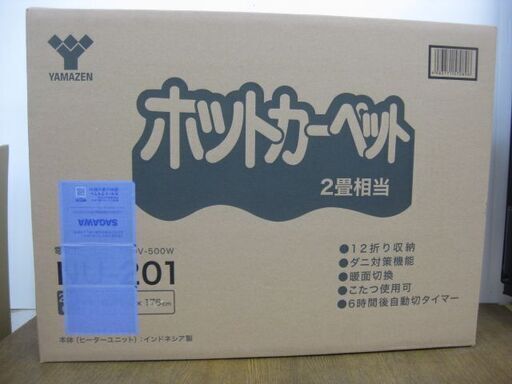 YAMAZEN
ホットカーペット
2畳相当
SAGAWA
電
V-500W
201
176cm
●12折り収納
●ダニ対策機能
●暖面切換
●こたつ使用可
●6時間後自動切タイマー
本体(ヒーターユニット):インドネシア製